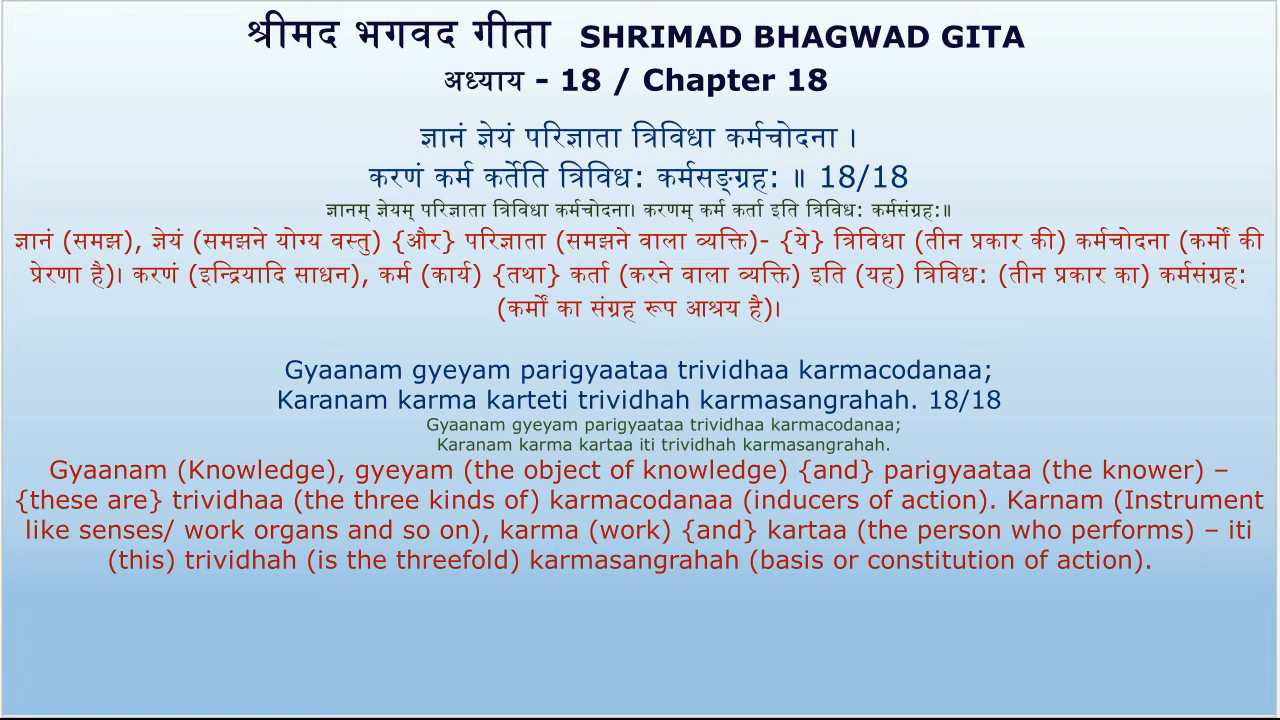 श्रीमद भगवद गीता SHRIMAD BHAGWAD GITA
अध्याय - 18 / Chapter 18
ज्ञानं ज्ञेयं परिज्ञाता त्रिविधा कर्मचोदना ।
करणं कर्म कर्तेति त्रिविध: कर्मसङ्ग्रह: ॥ 18/18
ज्ञानम् ज्ञेयम् परिज्ञाता त्रिविधा कर्मचोदना। करणम् कर्म कर्ता इति त्रिविध: कर्मसंग्रह:॥
ज्ञानं (समझ), ज्ञेयं (समझने योग्य वस्तु) {और} परिज्ञाता (समझने वाला व्यक्ति)- {ये} त्रिविधा (तीन प्रकार की) कर्मचोदना (कर्मों की
प्रेरणा है)। करणं (इन्द्रियादि साधन), कर्म (कार्य) {तथा} कर्ता (करने वाला व्यक्ति) इति (यह) त्रिविध: (तीन प्रकार का) कर्मसंग्रह:
(कर्मों का संग्रह रूप आश्रय है)।
Gyaanam gyeyam parigyaataa trividhaa karmacodanaa;
Karanam karma karteti trividhah karmasangrahah. 18/18
Gyaanam gyeyam parigyaataa trividhaa karmacodanaa;
Karanam karma kartaa iti trividhah karmasangrahah.
Gyaanam (Knowledge), gyeyam (the object of knowledge) {and} parigyaataa (the knower) –
{these are} trividhaa (the three kinds of) karmacodanaa (inducers of action). Karnam (Instrument
like senses/ work organs and so on), karma (work) {and} kartaa (the person who performs) – iti
(this) trividhah (is the threefold) karmasangrahah (basis or constitution of action).